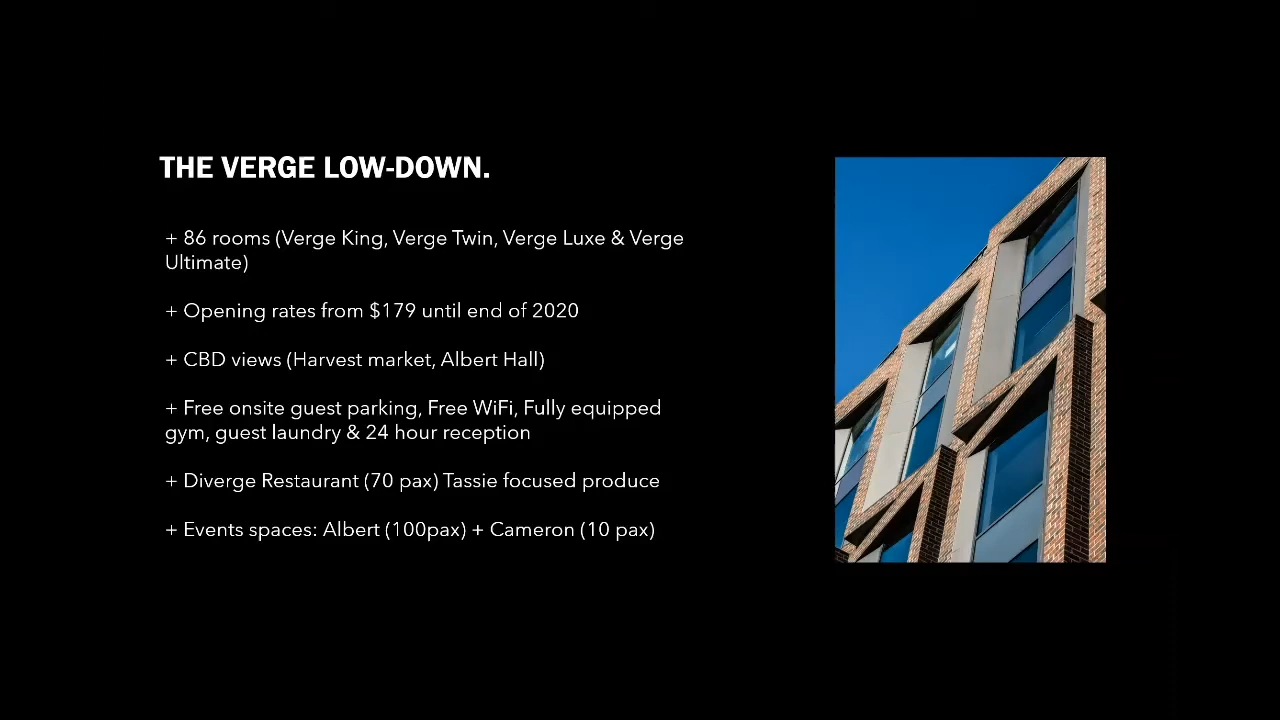 THE VERGE LOW-DOWN.
+ 86 rooms (Verge King, Verge Twin, Verge Luxe & Verge
Ultimate)
+ Opening rates from $179 until end of 2020
+ CBD views (Harvest market, Albert Hall)
+ Free onsite guest parking, Free WiFi, Fully equipped
gym, guest laundry & 24 hour reception
+ Diverge Restaurant (70 pax) Tassie focused produce
+ Events spaces: Albert (100pax) + Cameron (10 pax)